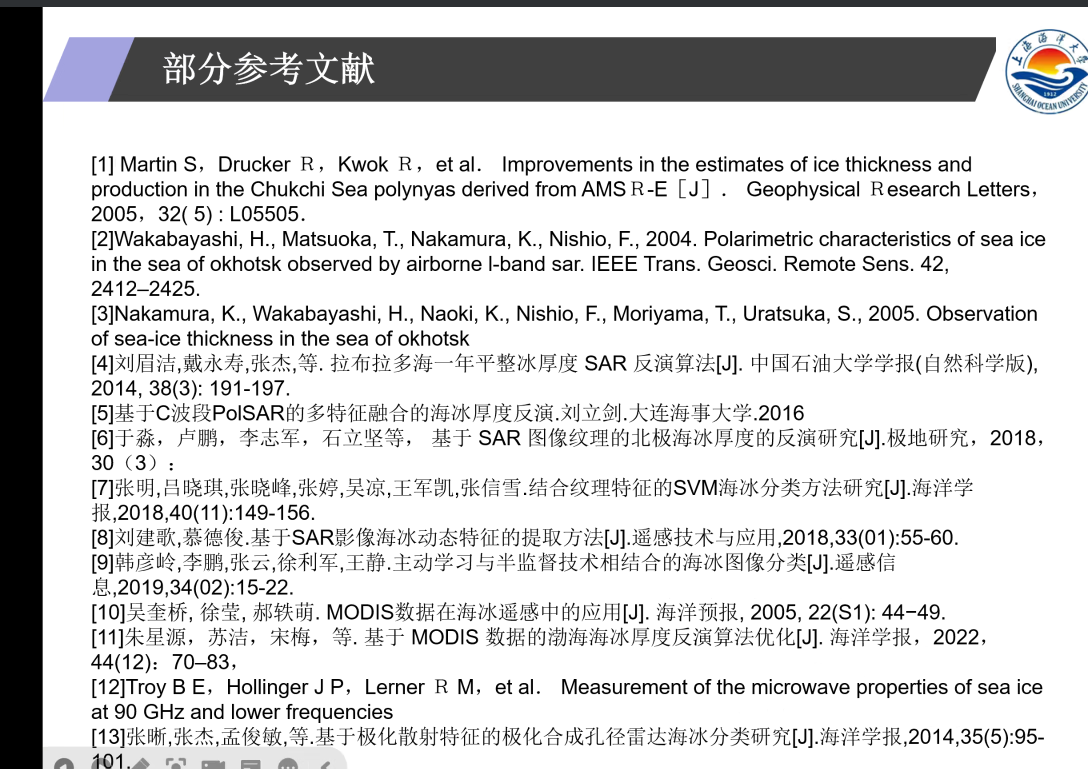 部分参考文献
上海海洋大学
SHANGHAI OCEAN UNIVERSITY
1912
[1] Martin S，Drucker Ｒ，Kwok Ｒ，et al． Improvements in the estimates of ice thickness and
production in the Chukchi Sea polynyas derived from AMSＲ-E［J］． Geophysical Ｒesearch Letters，
2005，32( 5) : L05505．
[2]Wakabayashi, H., Matsuoka, T., Nakamura, K., Nishio, F., 2004. Polarimetric characteristics of sea ice
in the sea of okhotsk observed by airborne l-band sar. IEEE Trans. Geosci. Remote Sens. 42,
2412–2425.
[3]Nakamura, K., Wakabayashi, H., Naoki, K., Nishio, F., Moriyama, T., Uratsuka, S., 2005. Observation
of sea-ice thickness in the sea of okhotsk
[4]刘眉洁,戴永寿,张杰,等. 拉布拉多海一年平整冰厚度 SAR 反演算法[J]. 中国石油大学学报(自然科学版),
2014, 38(3): 191-197.
[5]基于C波段PolSAR的多特征融合的海冰厚度反演.刘立剑.大连海事大学.2016
[6]于淼，卢鹏，李志军，石立坚等， 基于 SAR 图像纹理的北极海冰厚度的反演研究[J].极地研究，2018，
30（3）：
[7]张明,吕晓琪,张晓峰,张婷,吴凉,王军凯,张信雪.结合纹理特征的SVM海冰分类方法研究[J].海洋学
报,2018,40(11):149-156.
[8]刘建歌,慕德俊.基于SAR影像海冰动态特征的提取方法[J].遥感技术与应用,2018,33(01):55-60.
[9]韩彦岭,李鹏,张云,徐利军,王静.主动学习与半监督技术相结合的海冰图像分类[J].遥感信
息,2019,34(02):15-22.
[10]吴奎桥, 徐莹, 郝轶萌. MODIS数据在海冰遥感中的应用[J]. 海洋预报, 2005, 22(S1): 44−49.
[11]朱星源，苏洁，宋梅，等. 基于 MODIS 数据的渤海海冰厚度反演算法优化[J]. 海洋学报，2022，
44(12)：70–83，
[12]Troy B E，Hollinger J P，Lerner Ｒ M，et al． Measurement of the microwave properties of sea ice
at 90 GHz and lower frequencies
[13]张晰,张杰,孟俊敏,等.基于极化散射特征的极化合成孔径雷达海冰分类研究[J].海洋学报,2014,35(5):95-
101.